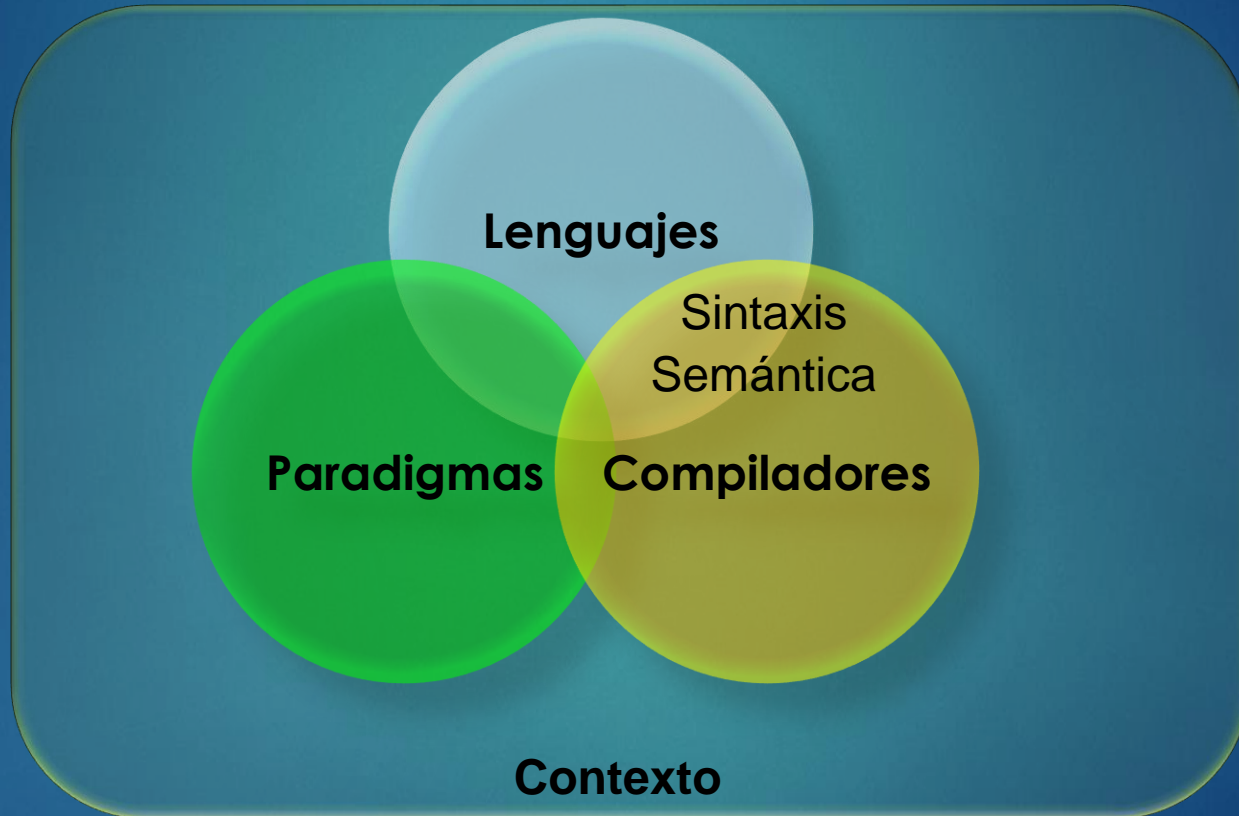 Lenguajes
Sintaxis
Semántica
Paradigmas
Compiladores
Contexto